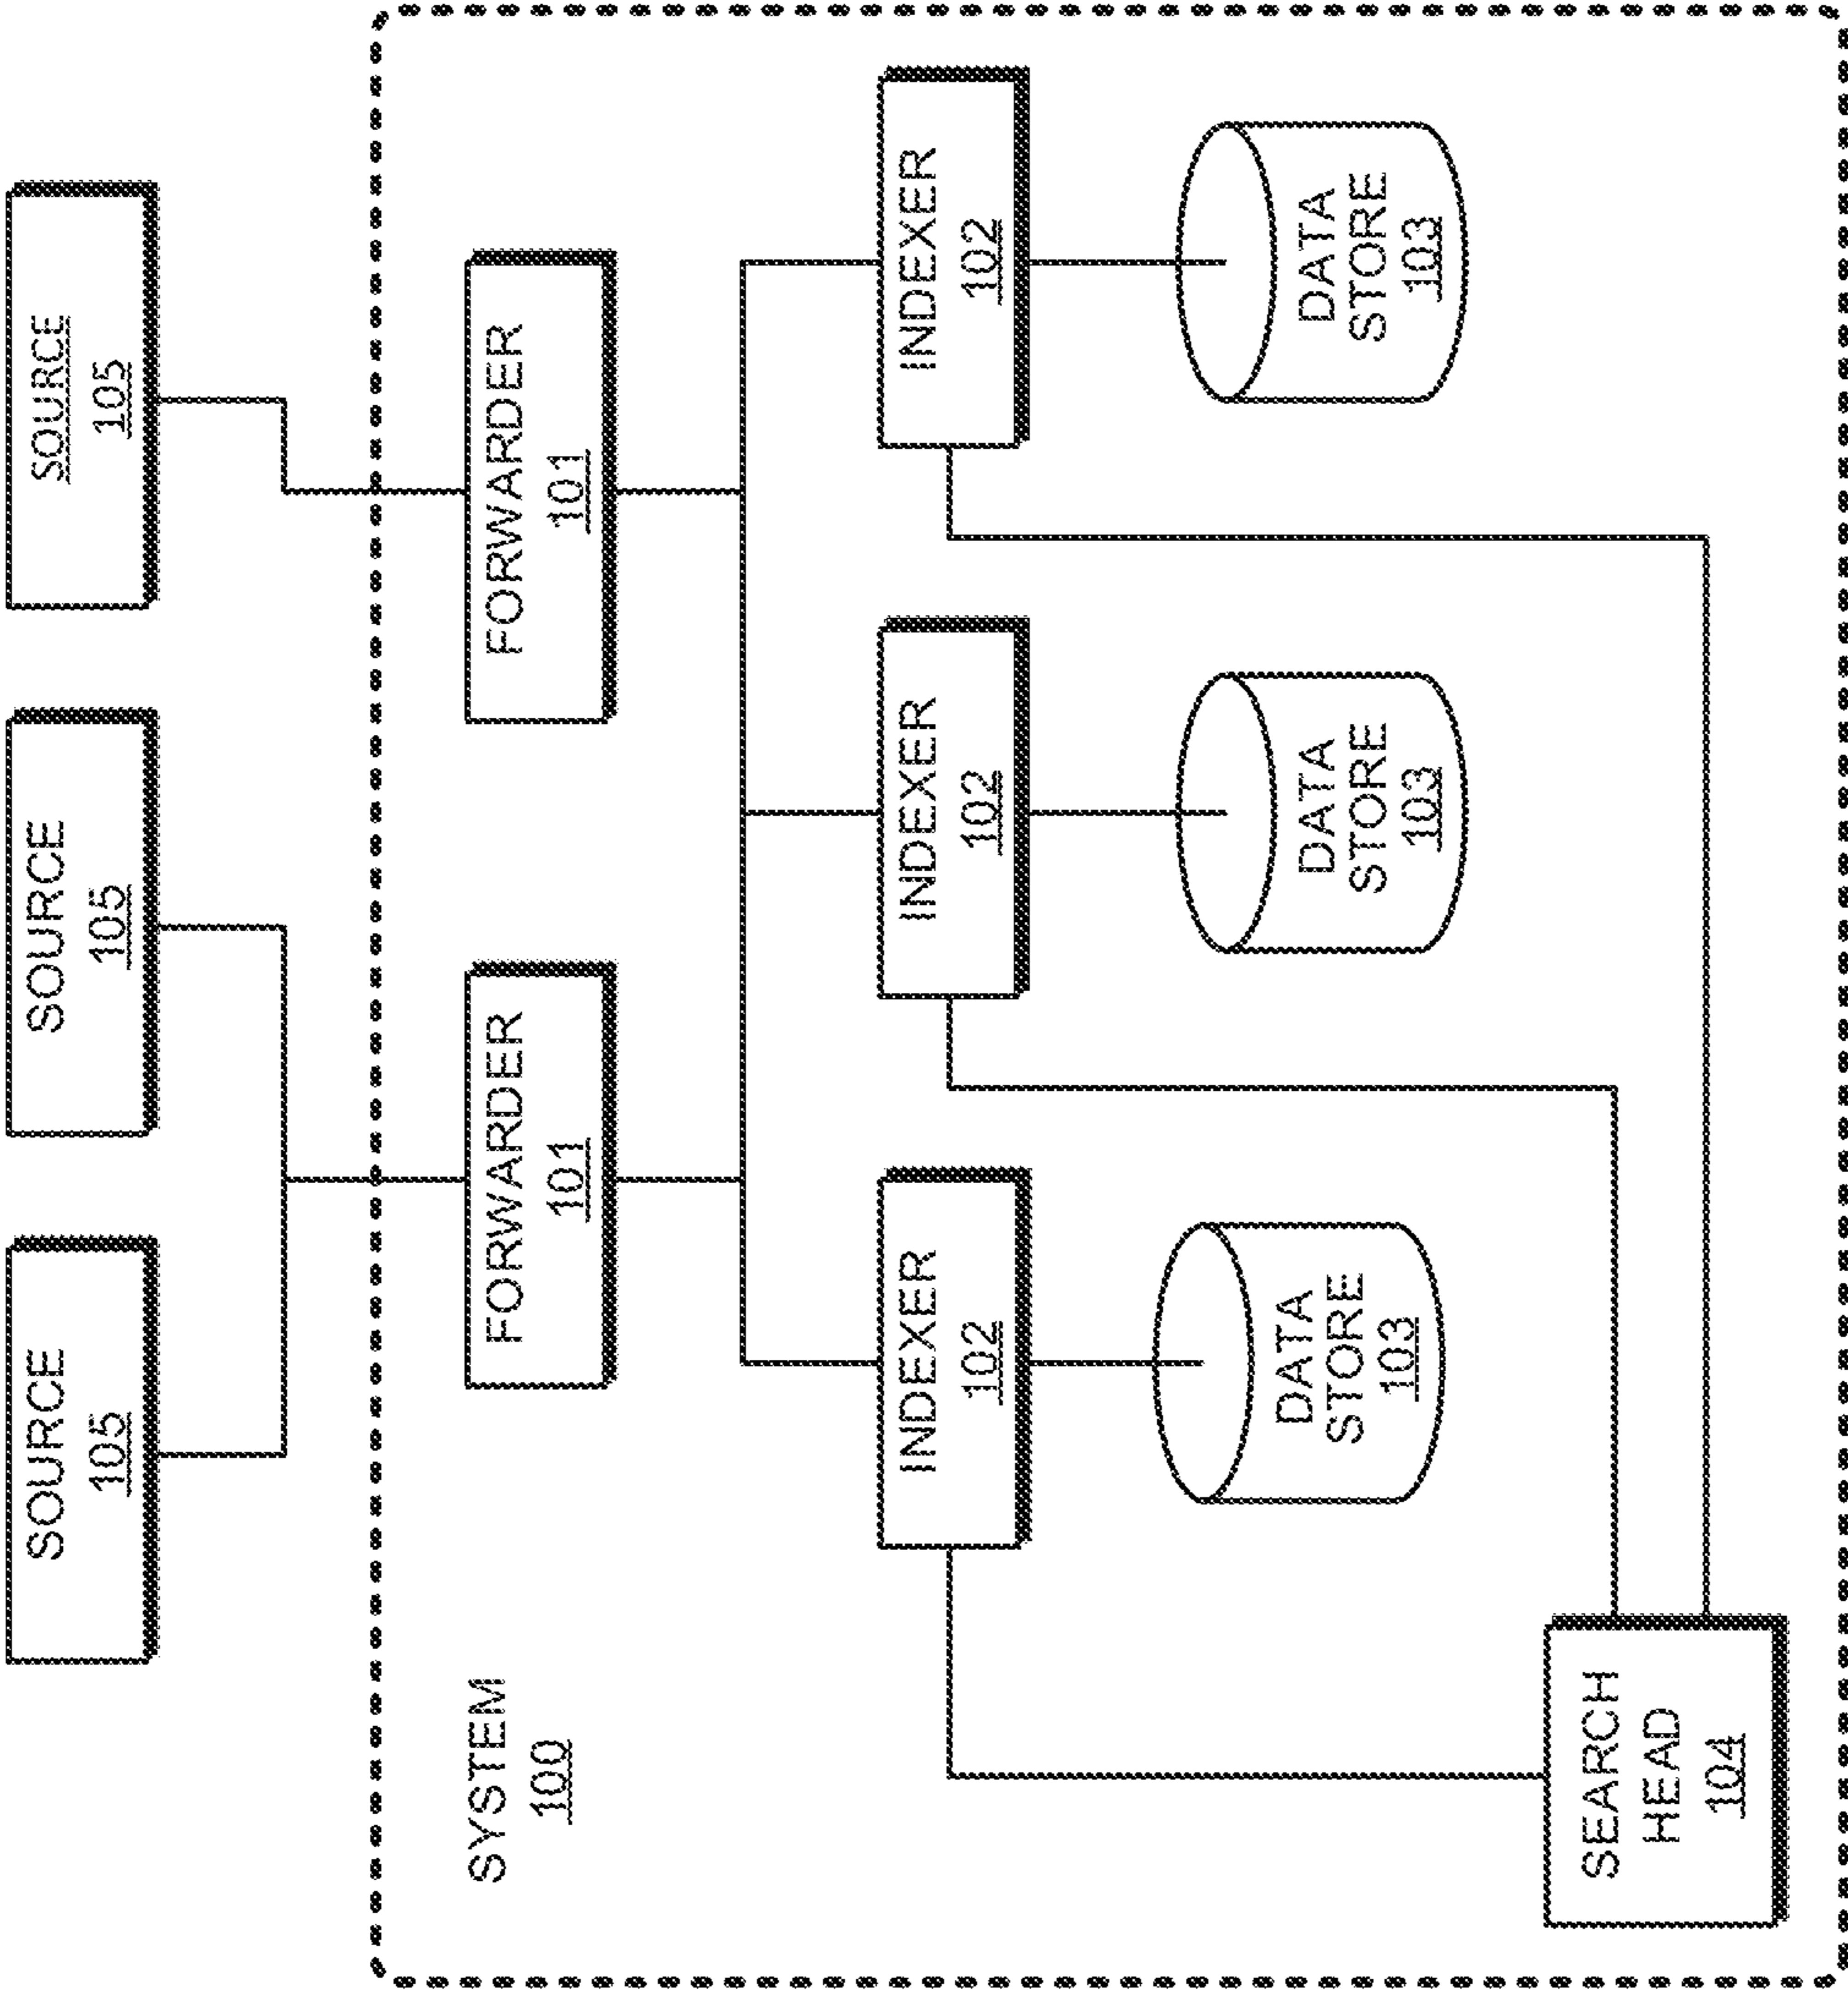 SOURCE
105
SOURCE
105
SOURCE
105
SYSTEM
100
FORWARDER
101
FORWARDER
101
INDEXER
102
INDEXER
102
INDEXER
102
DATA
STORE
103
DATA
STORE
103
DATA
STORE
103
SEARCH
HEAD
104